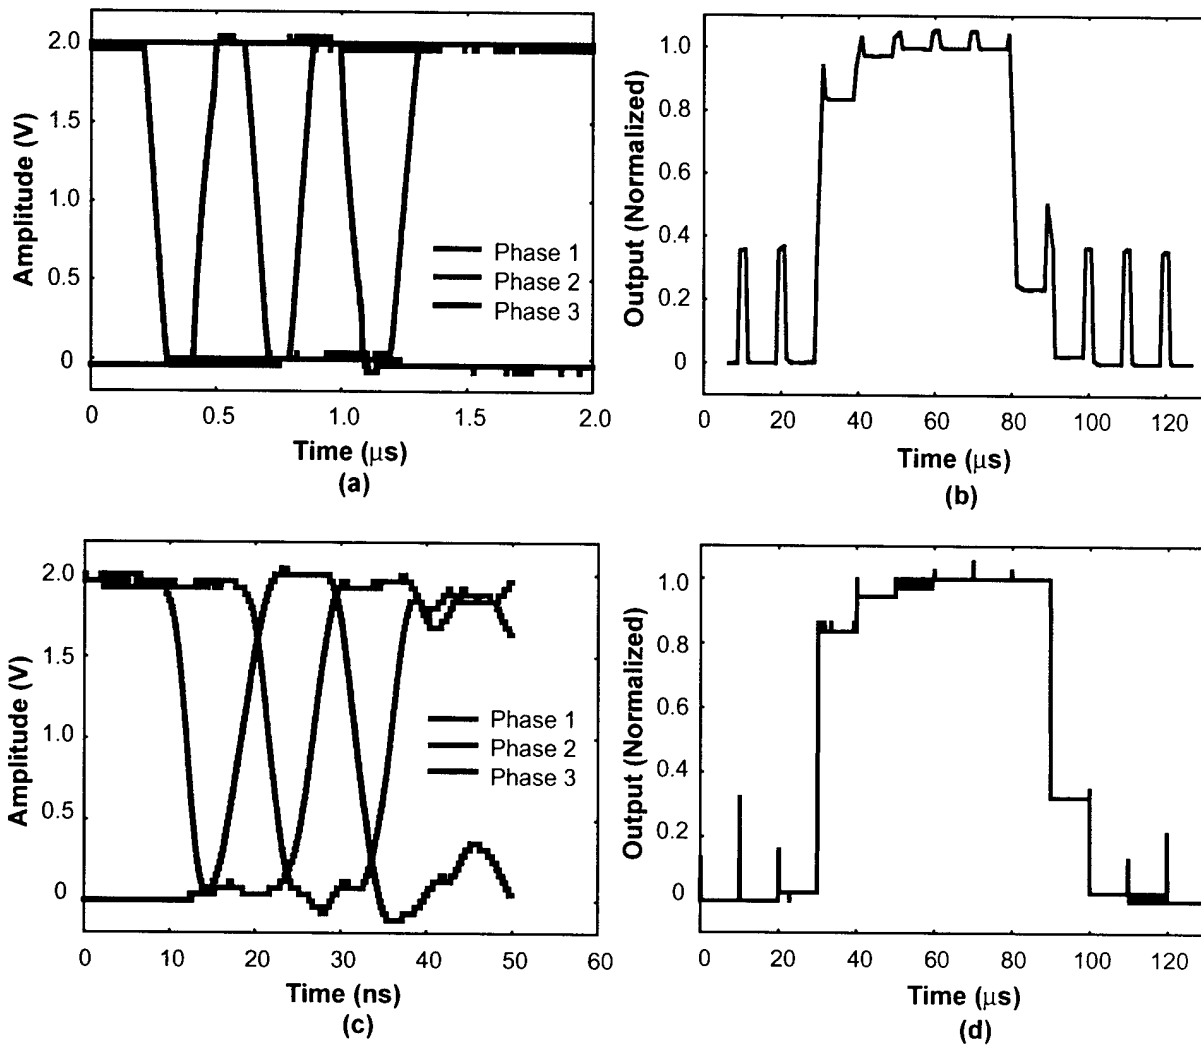 2.0
1.5
1.0
0.5
0
Amplitude (V)
Phase 1
Phase 2
Phase 3
0 0.5 1.0 1.5 2.0
Time (μs)
(a)
1.0
0.8
0.6
0.4
0.2
0
Output (Normalized)
0 20 40 60 80 100 120
Time (μs)
(b)
2.0
1.5
1.0
0.5
0
Amplitude (V)
Phase 1
Phase 2
Phase 3
0 10 20 30 40 50 60
Time (ns)
(c)
1.0
0.8
0.6
0.4
0.2
0
Output (Normalized)
0 20 40 60 80 100 120
Time (μs)
(d)